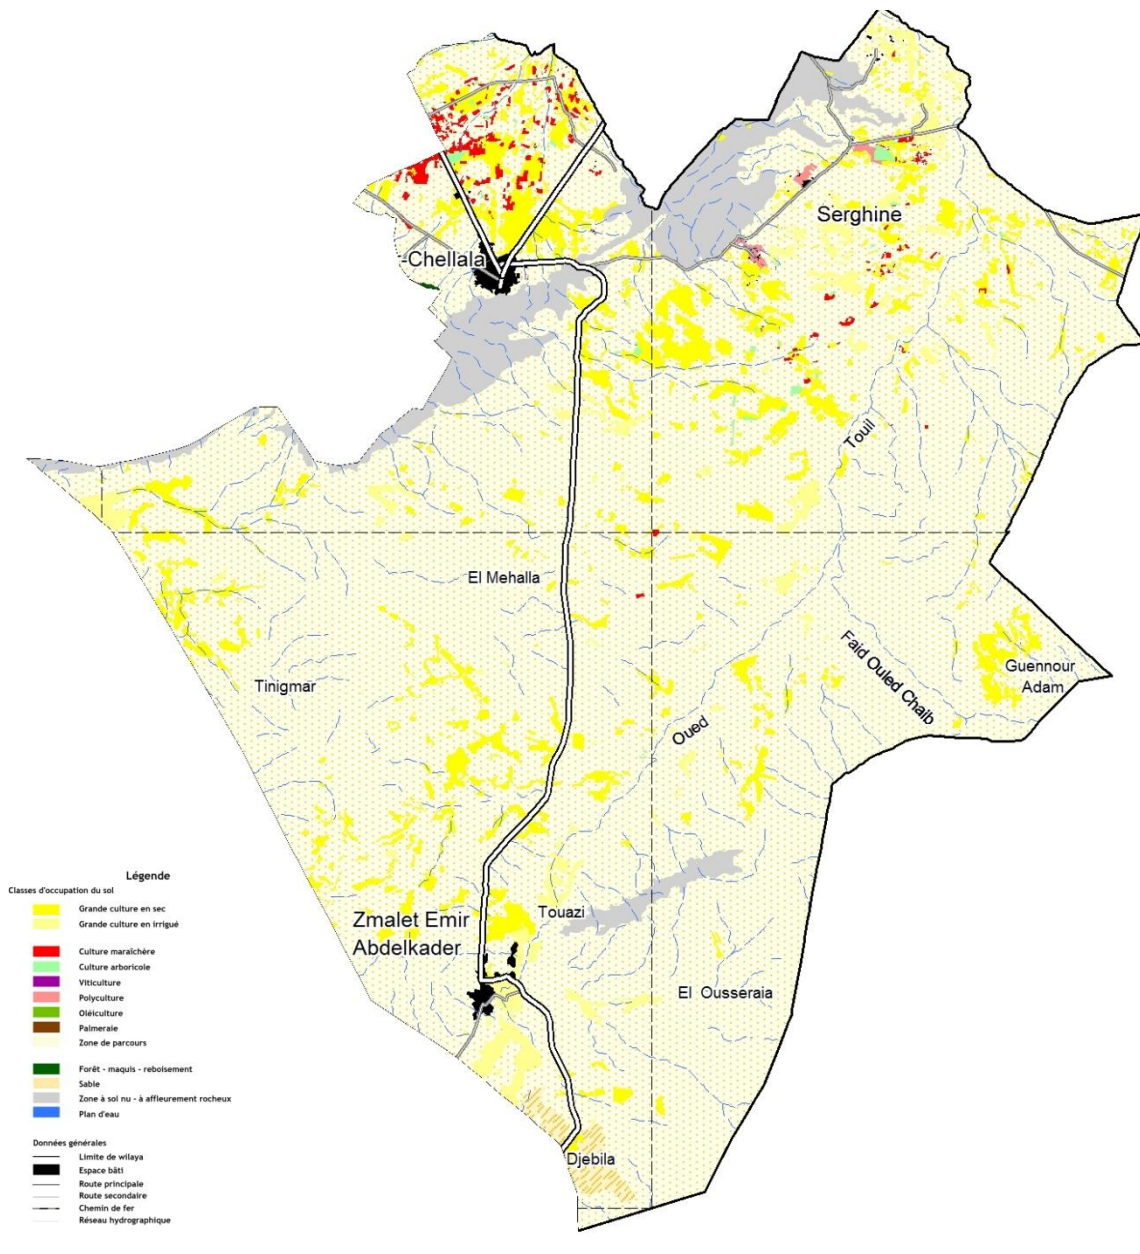 Serghine
-Chellala
Touil
El Mehalla
Faid Ouled Chaib
Guennour
Adam
Tinigmar
Oued
Zmalet Emir
Abdelkader
Touazi
El Ousseraia
Djebila
Légende
Classes d'occupation du sol
Grande culture en sec
Grande culture en irrigué
Culture maraîchère
Culture arboricole
Viticulture
Polyculture
Oléiculture
Palmeraie
Zone de parcours
Forêt - maquis - reboisement
Sable
Zone à sol nu - à affleurement rocheux
Plan d'eau
Données générales
Limite de wilaya
Espace bâti
Route principale
Route secondaire
Chemin de fer
Réseau hydrographique